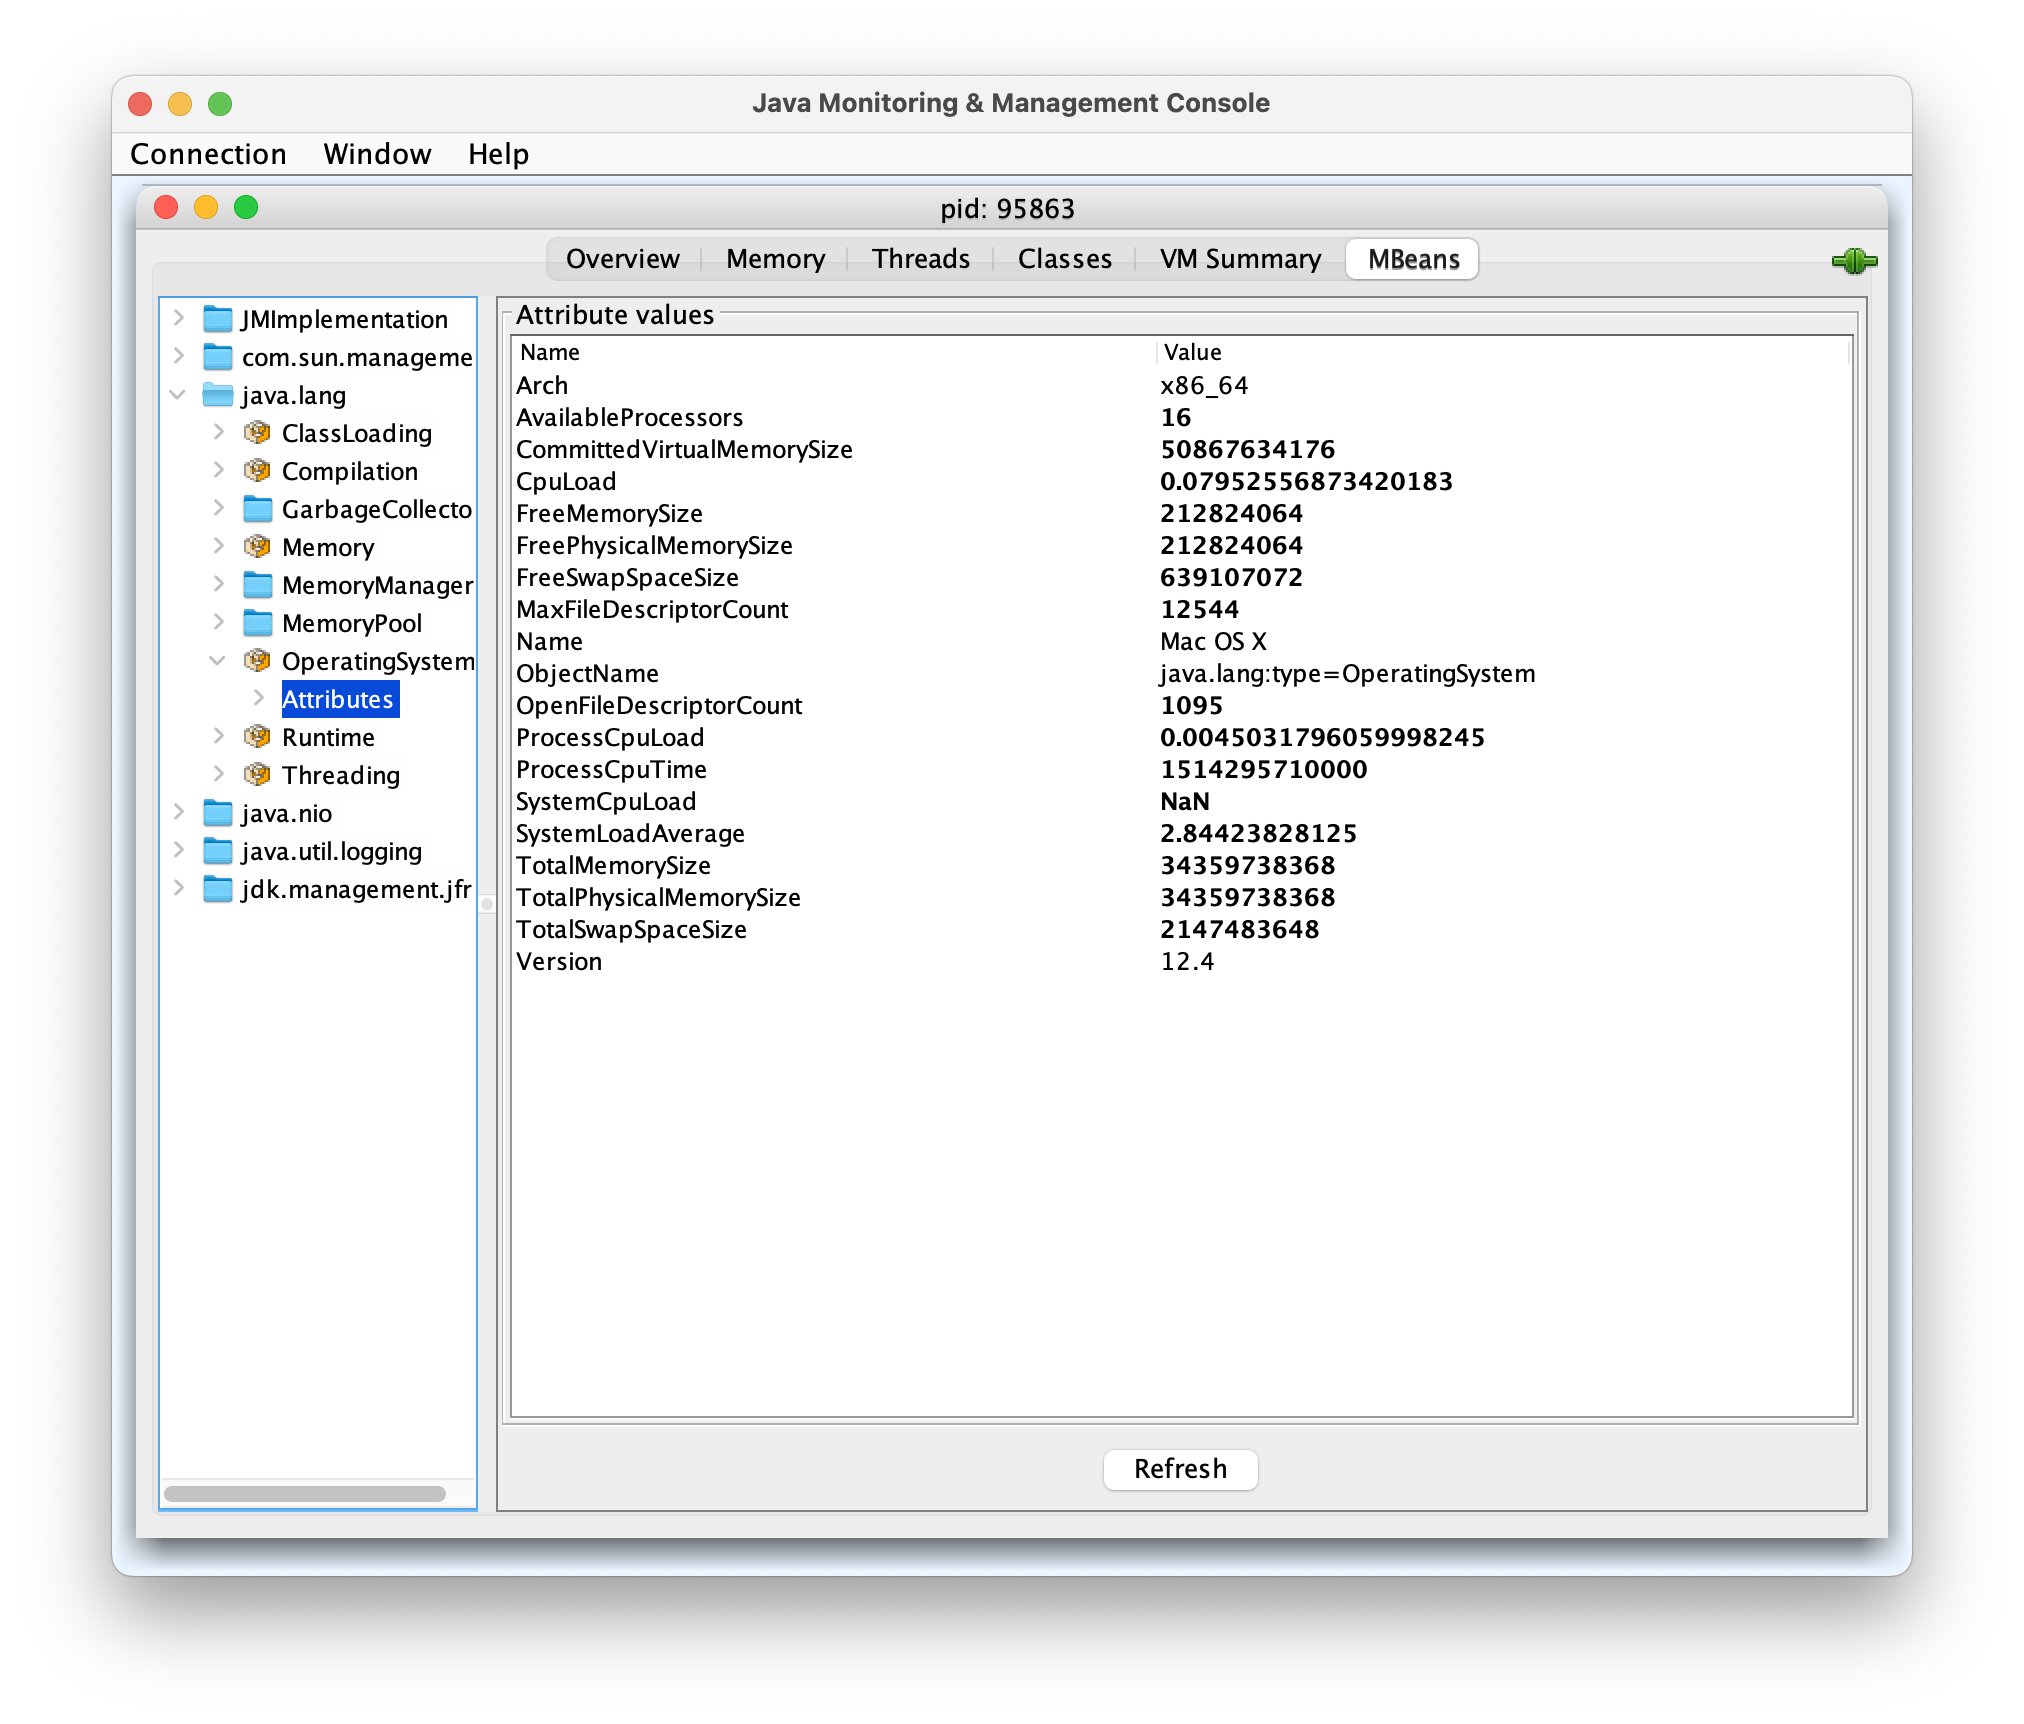 Java Monitoring & Management Console
Connection Window Help
pid: 95863
Overview Memory Threads Classes VM Summary MBeans
JMImplementation
com.sun.manageme
java.lang
ClassLoading
Compilation
GarbageCollecto
Memory
MemoryManager
MemoryPool
OperatingSystem
Attributes
Runtime
Threading
java.nio
java.util.logging
jdk.management.jfr
Attribute values
Name Value
Arch x86_64
AvailableProcessors 16
CommittedVirtualMemorySize 50867634176
CpuLoad 0.07952556873420183
FreeMemorySize 212824064
FreePhysicalMemorySize 212824064
FreeSwapSpaceSize 639107072
MaxFileDescriptorCount 12544
Name Mac OS X
ObjectName java.lang:type=OperatingSystem
OpenFileDescriptorCount 1095
ProcessCpuLoad 0.0045031796059998245
ProcessCpuTime 1514295710000
SystemCpuLoad NaN
SystemLoadAverage 2.84423828125
TotalMemorySize 34359738368
TotalPhysicalMemorySize 34359738368
TotalSwapSpaceSize 2147483648
Version 12.4
Refresh